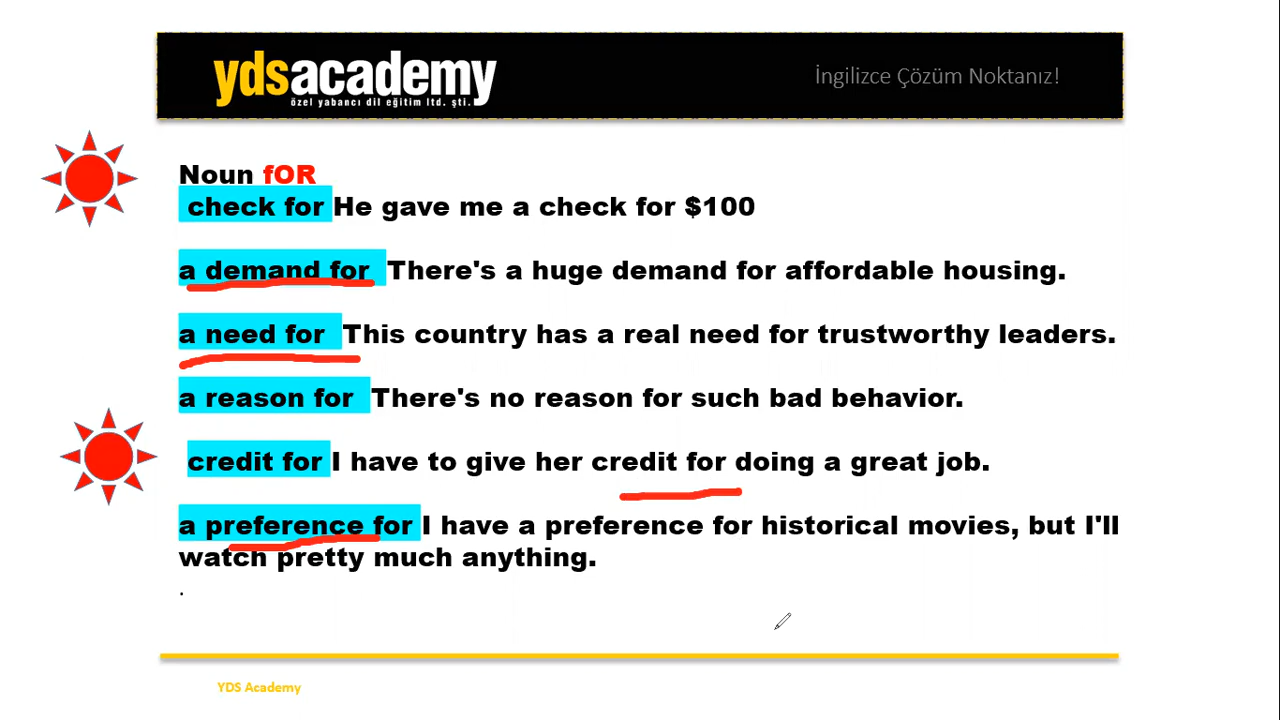 ydsacademy
özel yabancı dil eğitim ltd. şti.
İngilizce Çözüm Noktanız!
Noun fOR
check for He gave me a check for $100
a demand for There's a huge demand for affordable housing.
a need for This country has a real need for trustworthy leaders.
a reason for There's no reason for such bad behavior.
credit for I have to give her credit for doing a great job.
a preference for I have a preference for historical movies, but I'll
watch pretty much anything.
.
YDS Academy